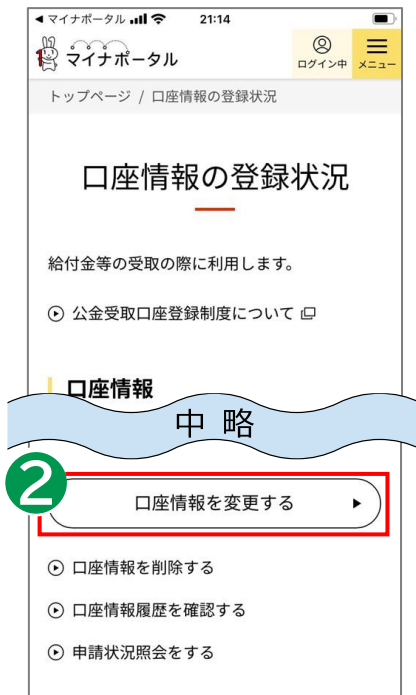 ◀マイナポータル 21:14
マイナポータル
ログイン中 メニュー
トップページ / 口座情報の登録状況
口座情報の登録状況
給付金等の受取の際に利用します。
公金受取口座登録制度について
口座情報
中 略
2
口座情報を変更する
口座情報を削除する
口座情報履歴を確認する
申請状況照会をする